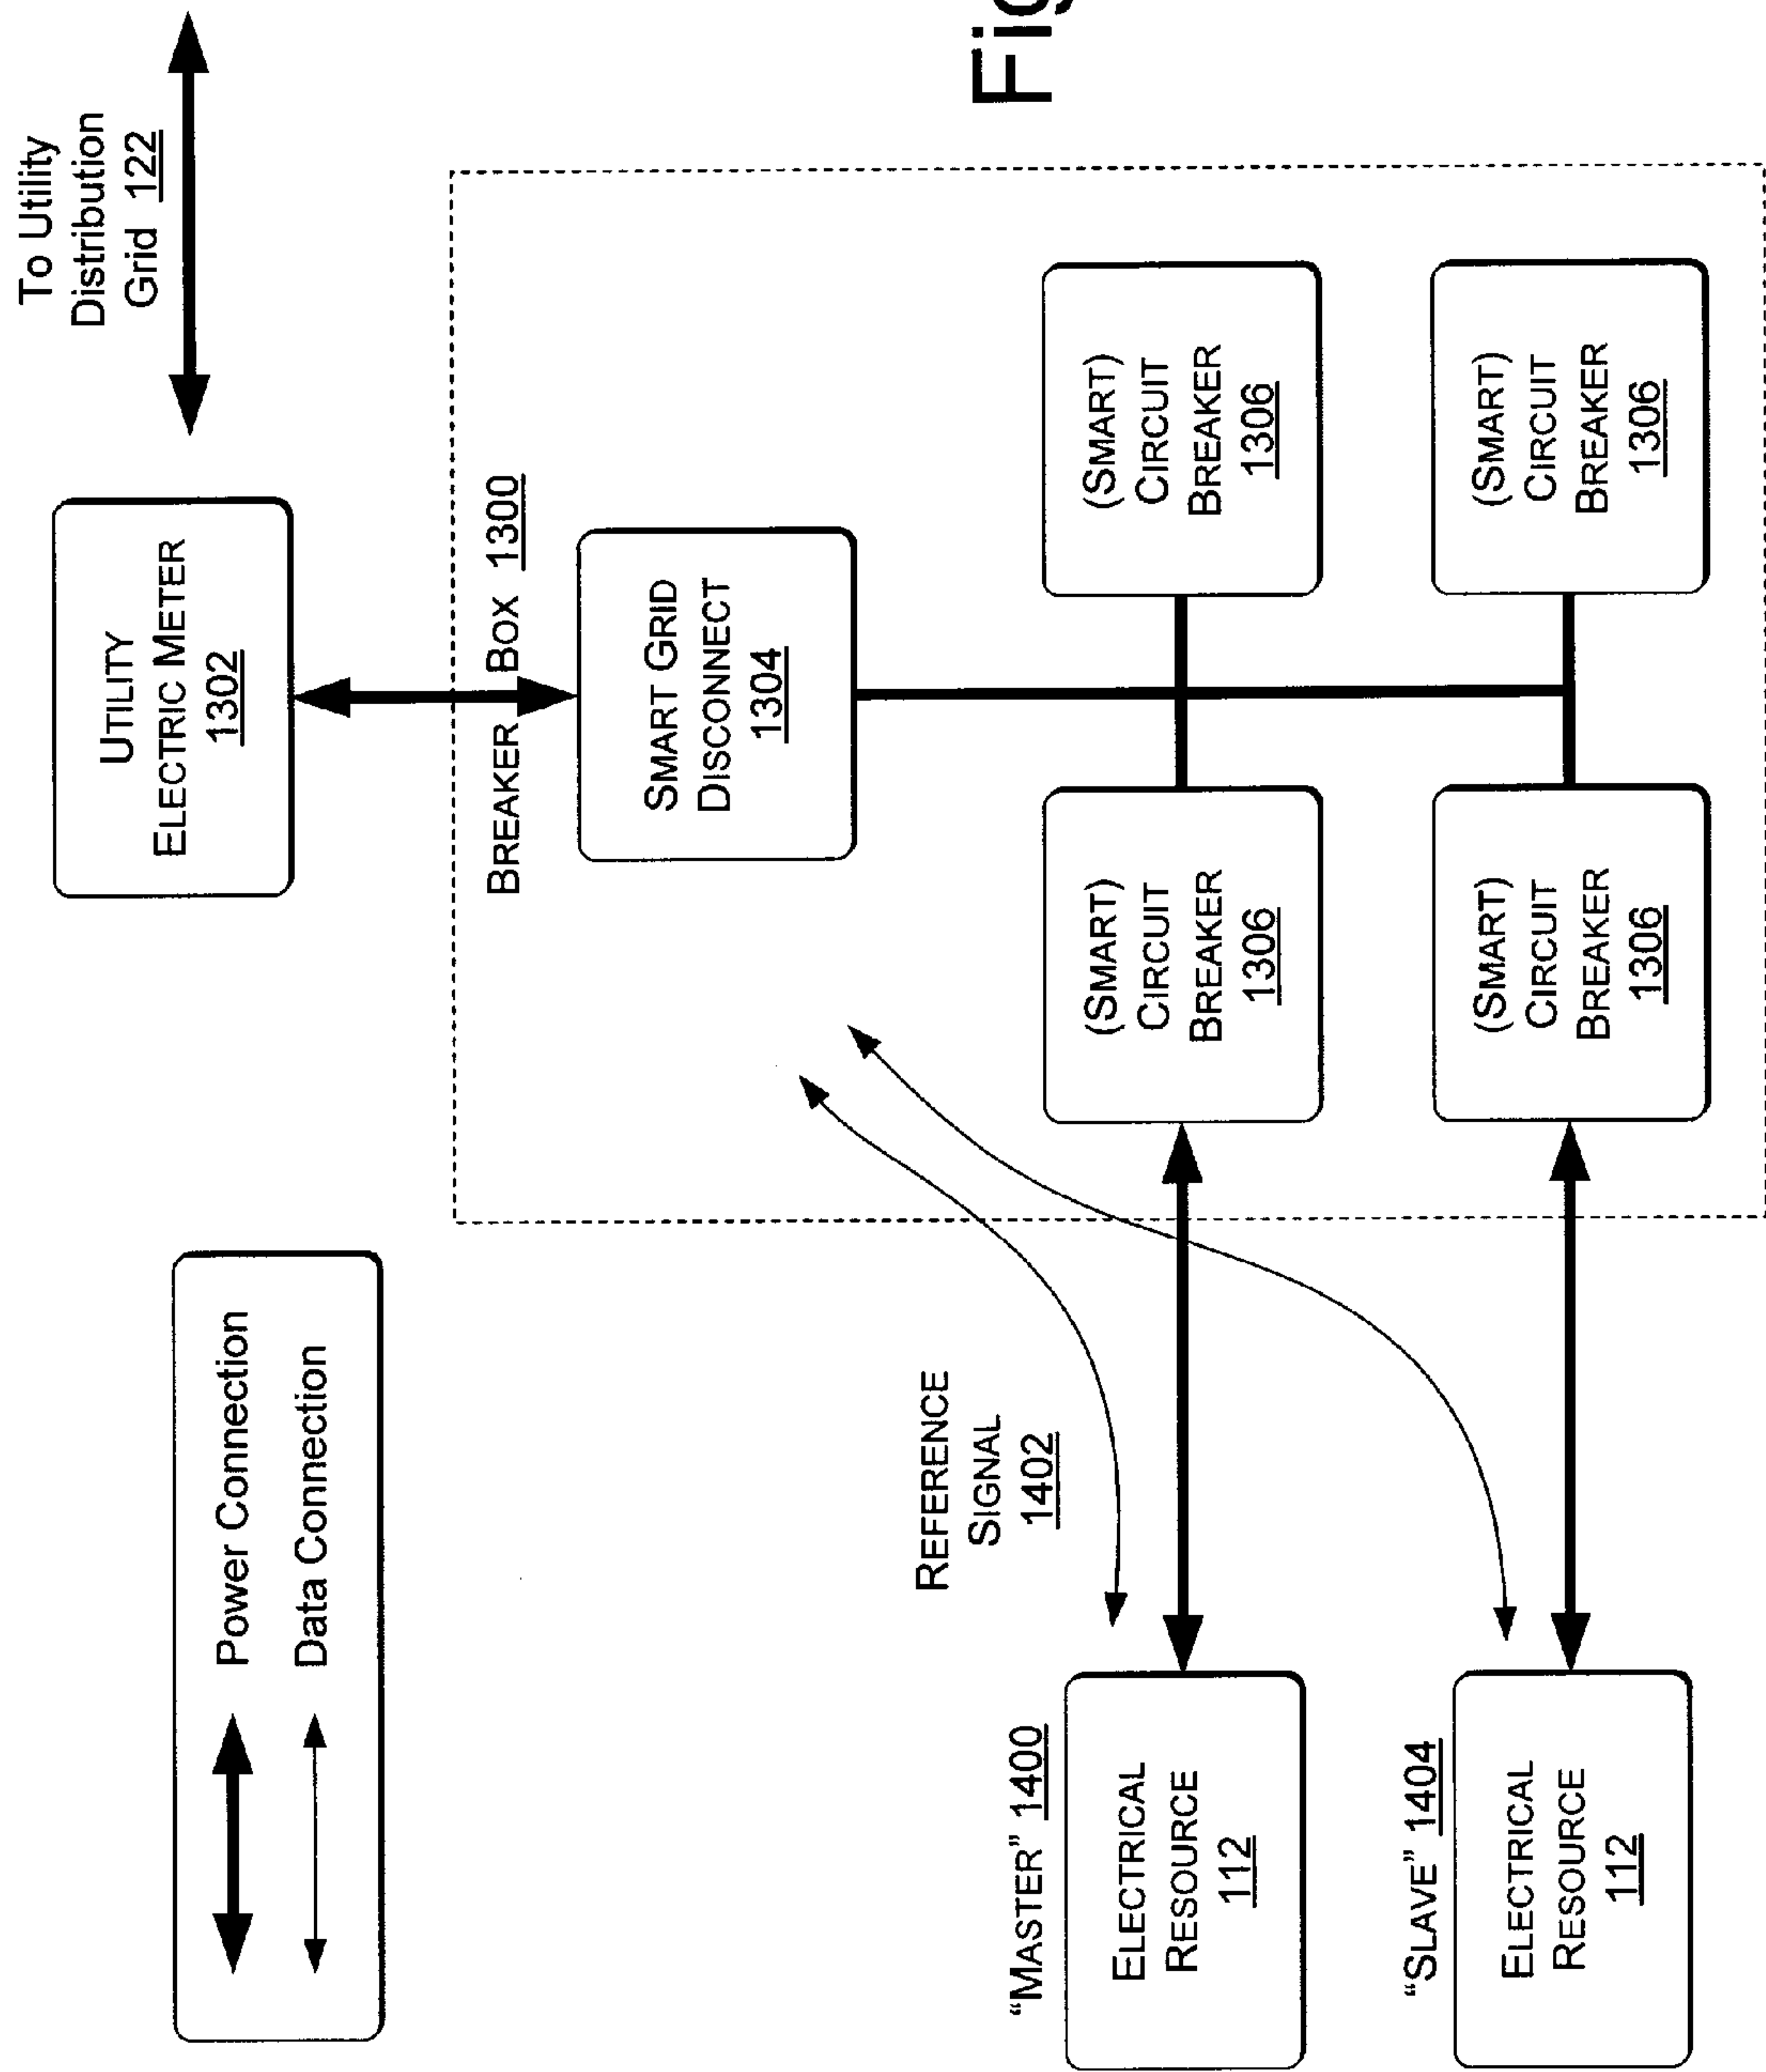 Power Connection
Data Connection
To Utility
Distribution
Grid 122
UTILITY
ELECTRIC METER
1302
BREAKER BOX 1300
SMART GRID
DISCONNECT
1304
REFERENCE
SIGNAL
1402
"MASTER" 1400
ELECTRICAL
RESOURCE
112
(SMART)
CIRCUIT
BREAKER
1306
(SMART)
CIRCUIT
BREAKER
1306
"SLAVE" 1404
ELECTRICAL
RESOURCE
112
(SMART)
CIRCUIT
BREAKER
1306
(SMART)
CIRCUIT
BREAKER
1306